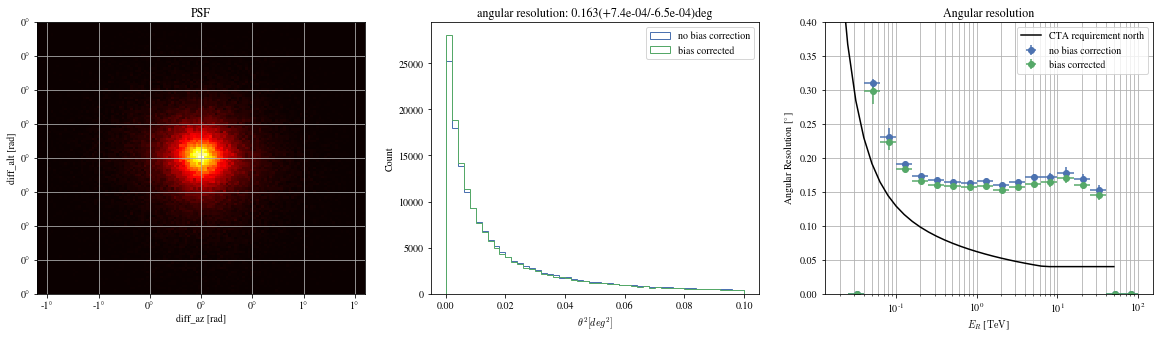 PSF
0°
0°
0°
0°
0°
0°
0°
0°
0°
diff_alt [rad]
-1° -1° 0° 0° 0° 1° 1°
diff_az [rad]
angular resolution: 0.163(+7.4e-04/-6.5e-04)deg
no bias correction
bias corrected
25000
20000
15000
10000
5000
0
Count
0.00 0.02 0.04 0.06 0.08 0.10
θ²[deg²]
Angular resolution
CTA requirement north
no bias correction
bias corrected
0.40
0.35
0.30
0.25
0.20
0.15
0.10
0.05
0.00
Angular Resolution [°]
10⁻¹ 10⁰ 10¹ 10²
E_R [TeV]